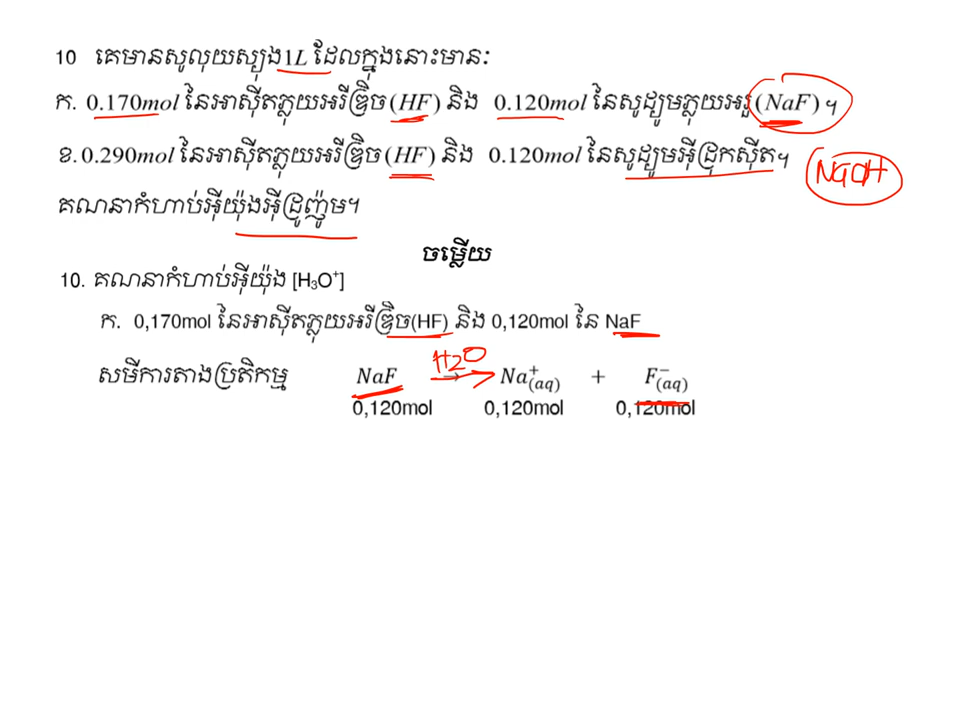 10 គេមានសូលុយស្យុង1L ដែលក្នុងនោះមាន:
ក. 0.170mol នៃអាស៊ីតភ្លុយអរីឌ្រិច(HF) និង 0.120mol នៃសូដ្យូមភ្លុយអរួ(NaF) ។
ខ. 0.290mol នៃអាស៊ីតភ្លុយអរីឌ្រិច(HF) និង 0.120mol នៃសូដ្យូមអ៊ីដ្រុកស៊ីត។ NaOH
គណនាកំហាប់អ៊ីយ៉ុងអ៊ីដ្រូញ៉ូម។
ចម្លើយ
10. គណនាកំហាប់អ៊ីយ៉ុង [H₃O⁺]
ក. 0,170mol នៃអាស៊ីតភ្លុយអរីឌ្រិច(HF) និង 0,120mol នៃ NaF
H2O
សមីការតាងប្រតិកម្ម NaF → Na⁺(aq) + F⁻(aq)
0,120mol 0,120mol 0,120mol